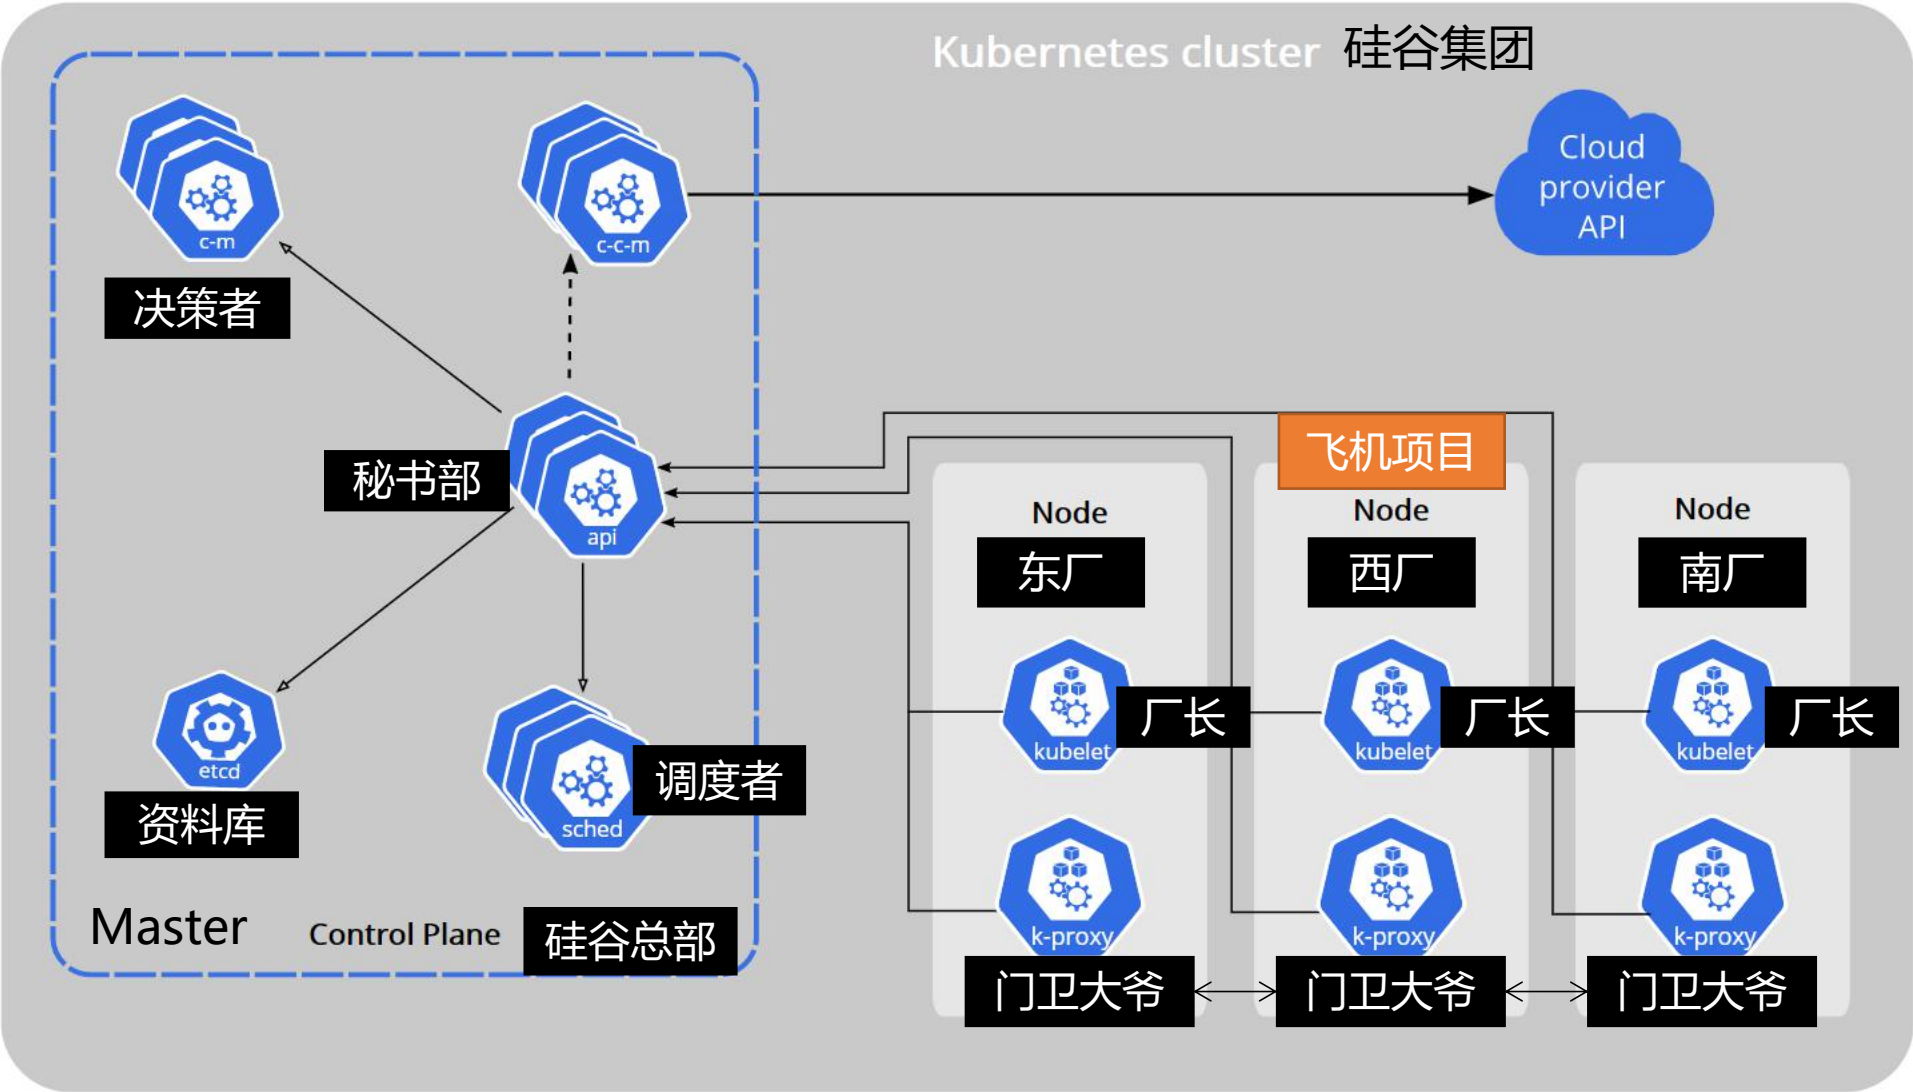 Kubernetes cluster 硅谷集团
c-m
决策者
c-c-m
Cloud
provider
API
秘书部
api
etcd
资料库
sched
调度者
Master
Control Plane
硅谷总部
飞机项目
Node
东厂
kubelet
厂长
k-proxy
门卫大爷
Node
西厂
kubelet
厂长
k-proxy
门卫大爷
Node
南厂
kubelet
厂长
k-proxy
门卫大爷